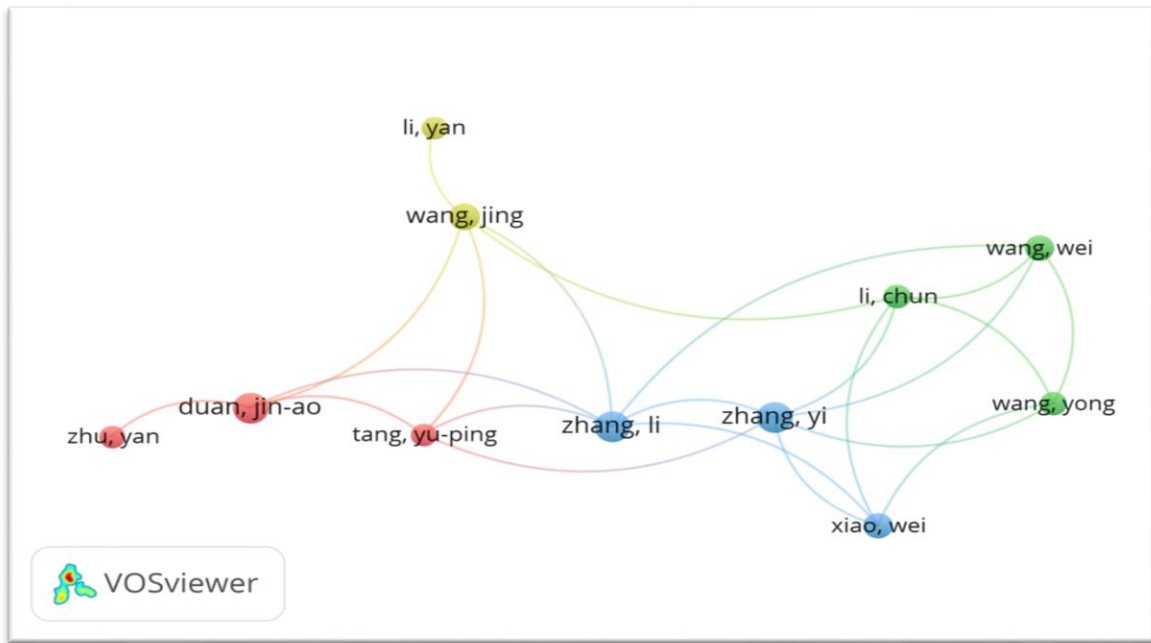 li, yan
wang, jing
wang, wei
li, chun
duan, jin-ao
zhu, yan
tang, yu-ping
zhang, li
zhang, yi
wang, yong
xiao, wei
VOSviewer